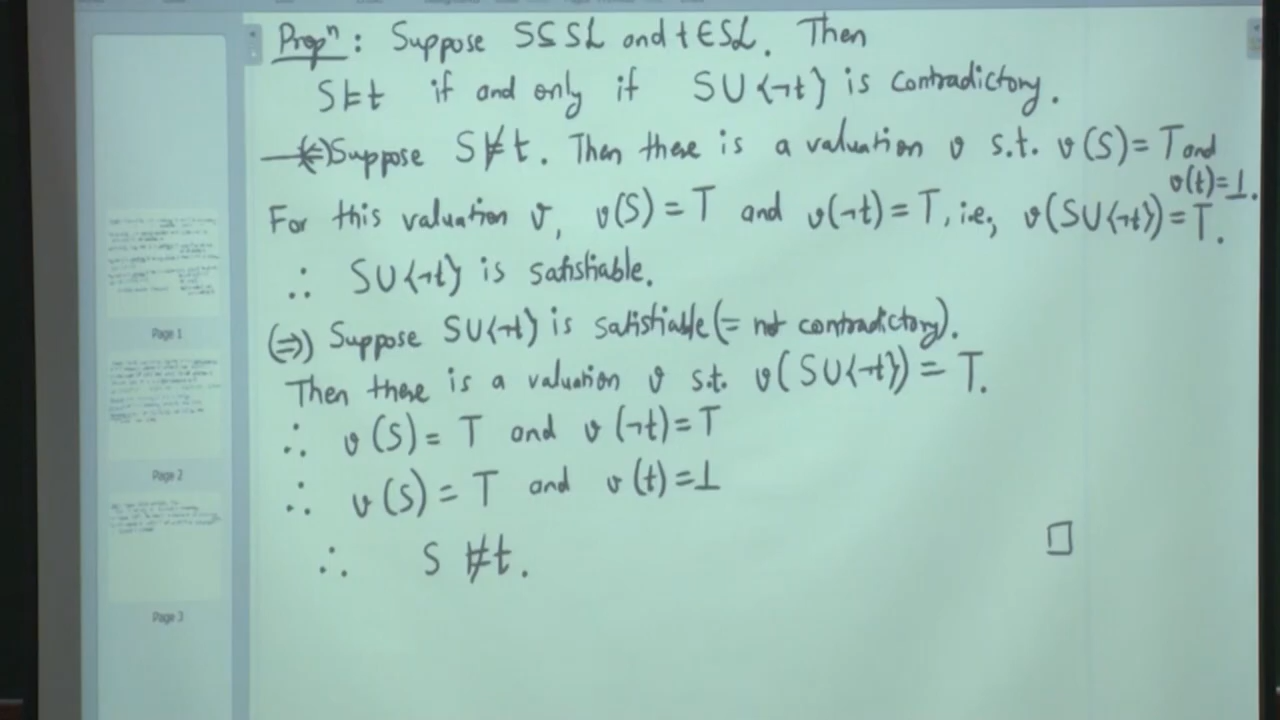 Propⁿ: Suppose S⊆SL and t∈SL. Then
S⊨t if and only if S∪{¬t} is contradictory.
(⇐) Suppose S⊭t. Then there is a valuation v s.t. v(S)=T and
v(t)=⊥.
For this valuation v, v(S)=T and v(¬t)=T, i.e., v(S∪{¬t})=T.
∴ S∪{¬t} is satisfiable.
(⇒) Suppose S∪{¬t} is satisfiable (= not contradictory).
Then there is a valuation v s.t. v(S∪{¬t})=T.
∴ v(S)=T and v(¬t)=T
∴ v(S)=T and v(t)=⊥
∴ S⊭t. □
Page 1
Page 2
Page 3